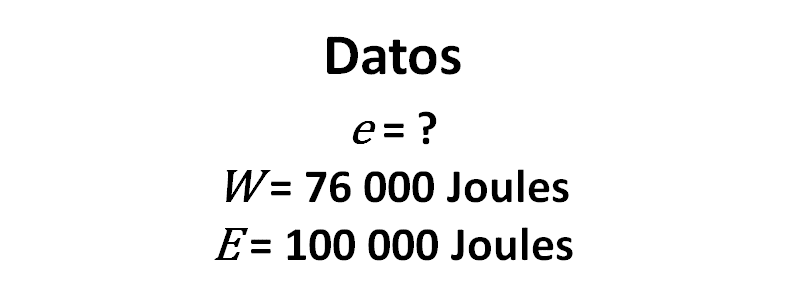 Datos
e = ?
W = 76 000 Joules
E = 100 000 Joules